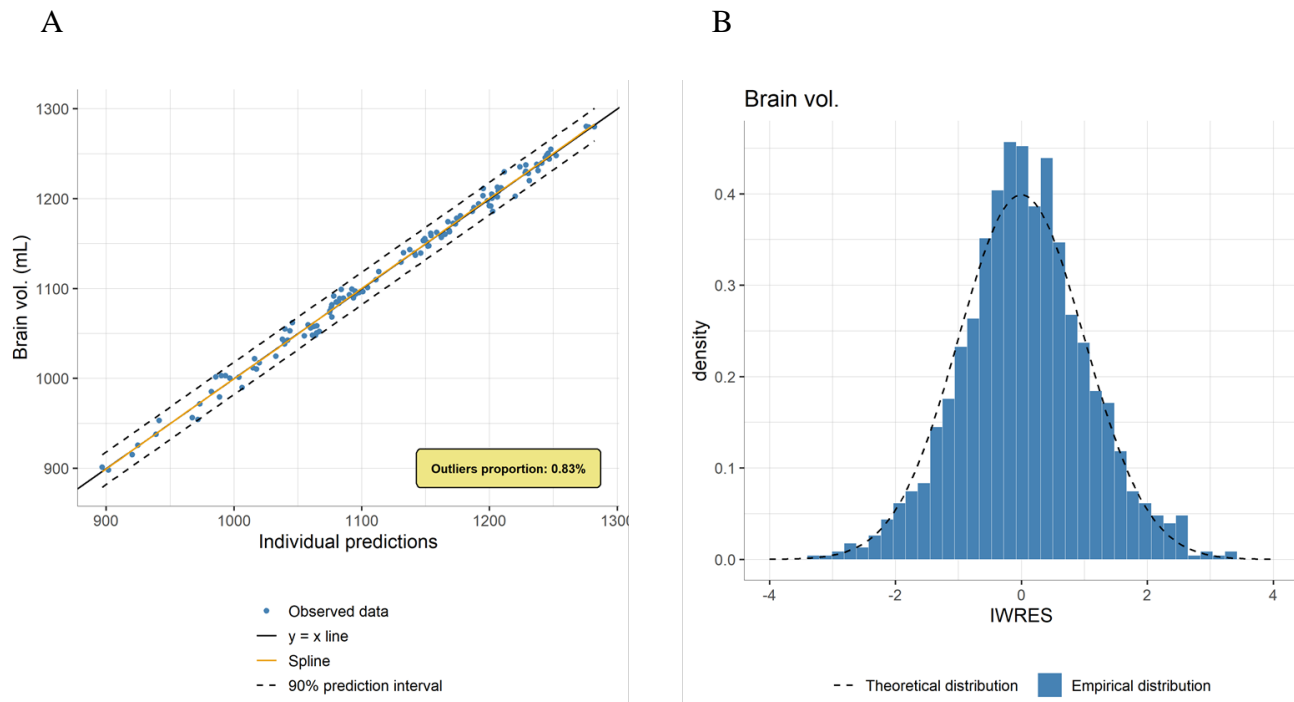 A
B
Brain vol. (mL)
1300
1200
1100
1000
900
Outliers proportion: 0.83%
900 1000 1100 1200 1300
Individual predictions
Observed data
y = x line
Spline
90% prediction interval
Brain vol.
density
0.4
0.3
0.2
0.1
0.0
-4 -2 0 2 4
IWRES
Theoretical distribution Empirical distribution